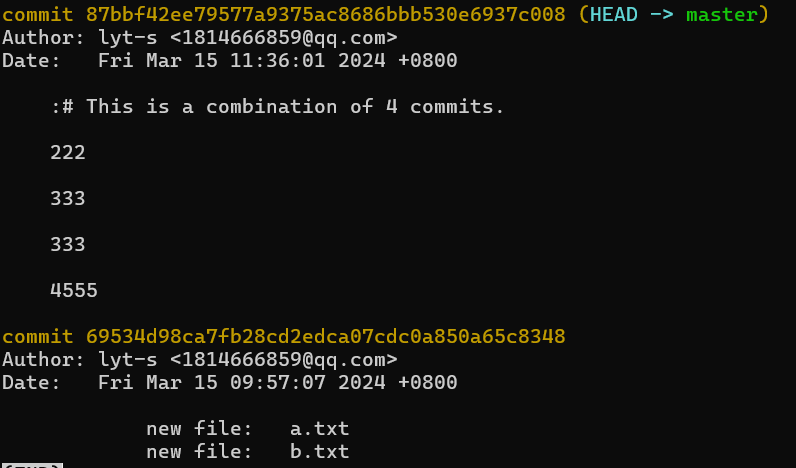 commit 87bbf42ee79577a9375ac8686bbb530e6937c008 (HEAD -> master)
Author: lyt-s <1814666859@qq.com>
Date:   Fri Mar 15 11:36:01 2024 +0800
:# This is a combination of 4 commits.
222
333
333
4555
commit 69534d98ca7fb28cd2edca07cdc0a850a65c8348
Author: lyt-s <1814666859@qq.com>
Date:   Fri Mar 15 09:57:07 2024 +0800
new file:   a.txt
new file:   b.txt